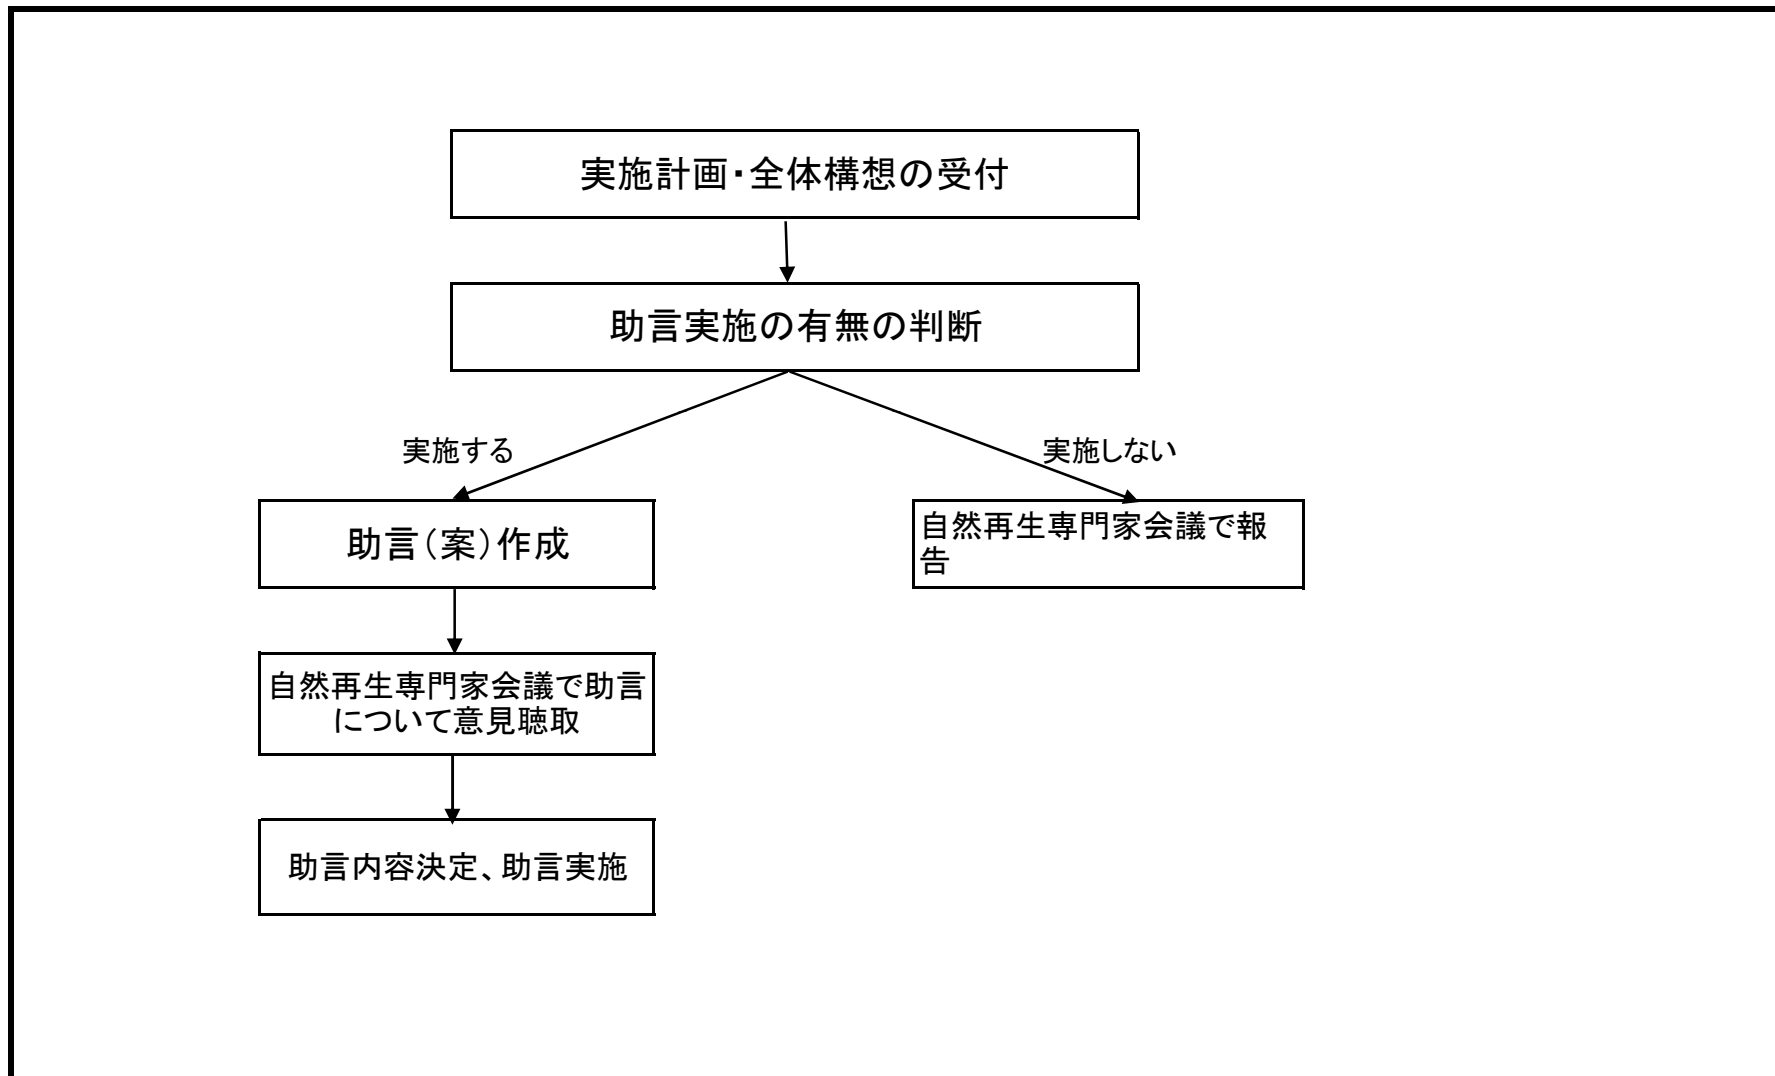 実施計画・全体構想の受付
助言実施の有無の判断
実施する
実施しない
助言（案）作成
自然再生専門家会議で報
告
自然再生専門家会議で助言
について意見聴取
助言内容決定、助言実施